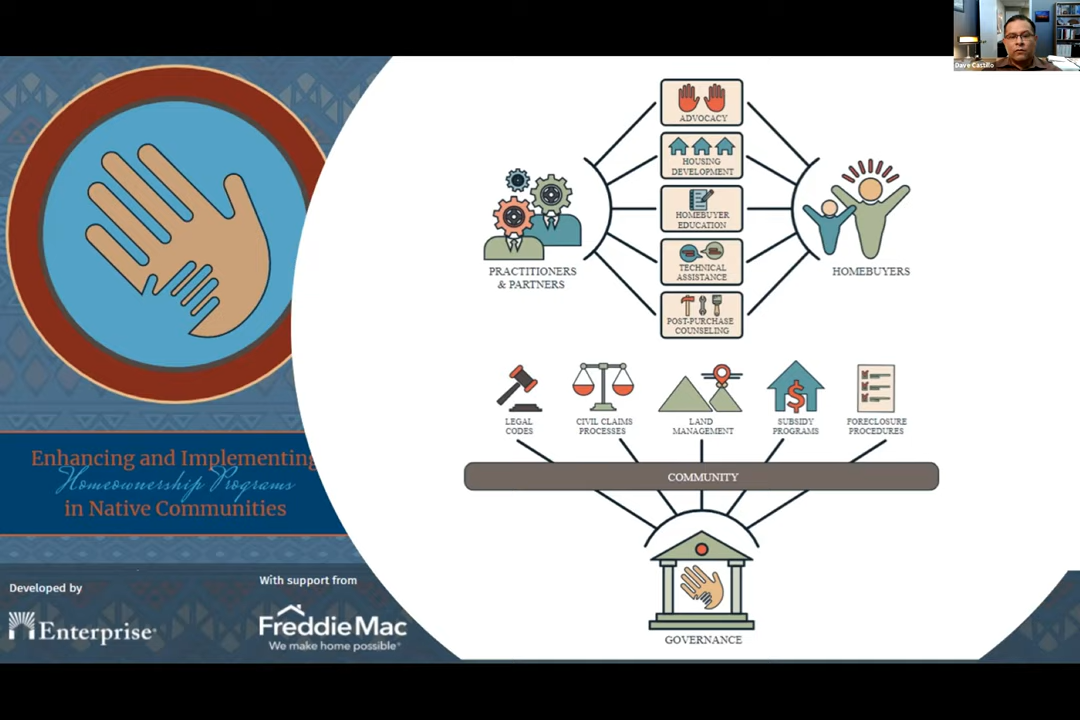 Dave Castillo
ADVOCACY
HOUSING
DEVELOPMENT
HOMEBUYER
EDUCATION
TECHNICAL
ASSISTANCE
POST-PURCHASE
COUNSELING
PRACTITIONERS
& PARTNERS
HOMEBUYERS
LEGAL
CODES
CIVIL CLAIMS
PROCESSES
LAND
MANAGEMENT
SUBSIDY
PROGRAMS
FORECLOSURE
PROCEDURES
COMMUNITY
GOVERNANCE
Enhancing and Implementing
Homeownership Programs
in Native Communities
Developed by
Enterprise®
With support from
Freddie Mac
We make home possible®